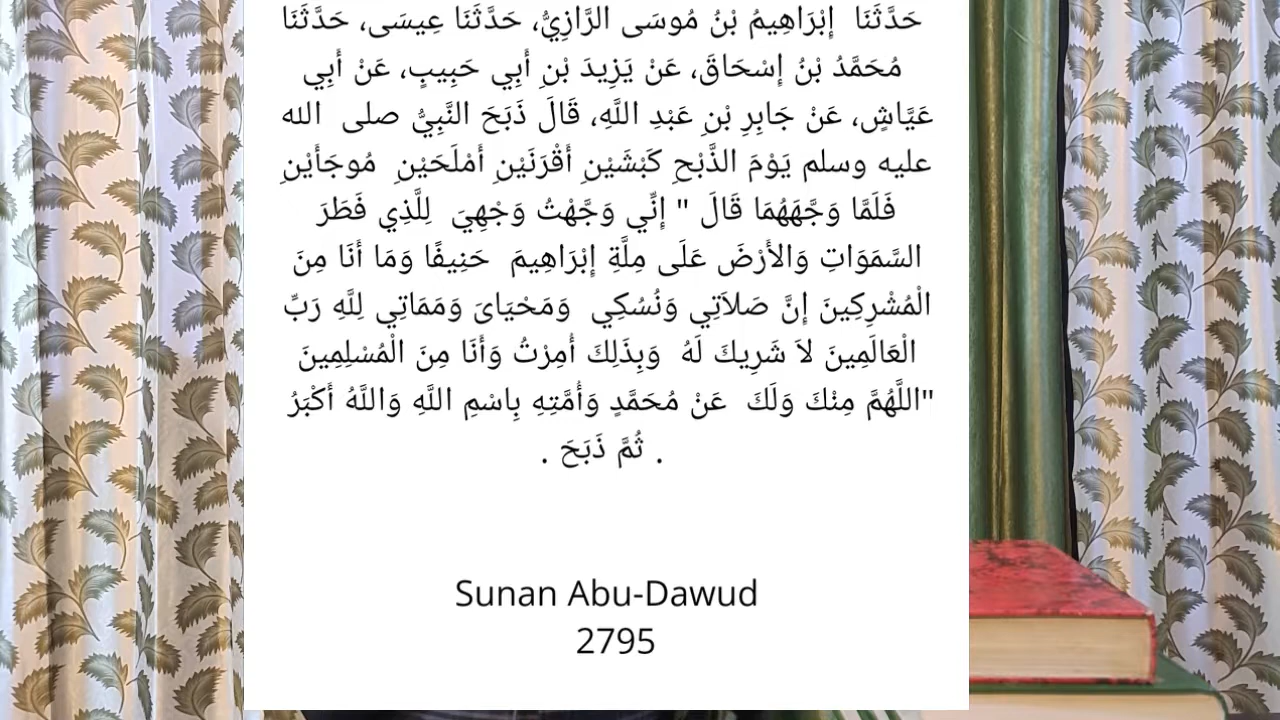 حَدَّثَنَا إِبْرَاهِيمُ بْنُ مُوسَى الرَّازِيُّ، حَدَّثَنَا عِيسَى، حَدَّثَنَا
مُحَمَّدُ بْنُ إِسْحَاقَ، عَنْ يَزِيدَ بْنِ أَبِي حَبِيبٍ، عَنْ أَبِي
عَيَّاشٍ، عَنْ جَابِرِ بْنِ عَبْدِ اللَّهِ، قَالَ ذَبَحَ النَّبِيُّ صلى الله
عليه وسلم يَوْمَ الذَّبْحِ كَبْشَيْنِ أَقْرَنَيْنِ أَمْلَحَيْنِ مُوجَأَيْنِ
فَلَمَّا وَجَّهَهُمَا قَالَ " إِنِّي وَجَّهْتُ وَجْهِيَ لِلَّذِي فَطَرَ
السَّمَوَاتِ وَالأَرْضَ عَلَى مِلَّةِ إِبْرَاهِيمَ حَنِيفًا وَمَا أَنَا مِنَ
الْمُشْرِكِينَ إِنَّ صَلاَتِي وَنُسُكِي وَمَحْيَاىَ وَمَمَاتِي لِلَّهِ رَبِّ
الْعَالَمِينَ لاَ شَرِيكَ لَهُ وَبِذَلِكَ أُمِرْتُ وَأَنَا مِنَ الْمُسْلِمِينَ
"اللَّهُمَّ مِنْكَ وَلَكَ عَنْ مُحَمَّدٍ وَأُمَّتِهِ بِاسْمِ اللَّهِ وَاللَّهُ أَكْبَرُ
. ثُمَّ ذَبَحَ .
Sunan Abu-Dawud
2795